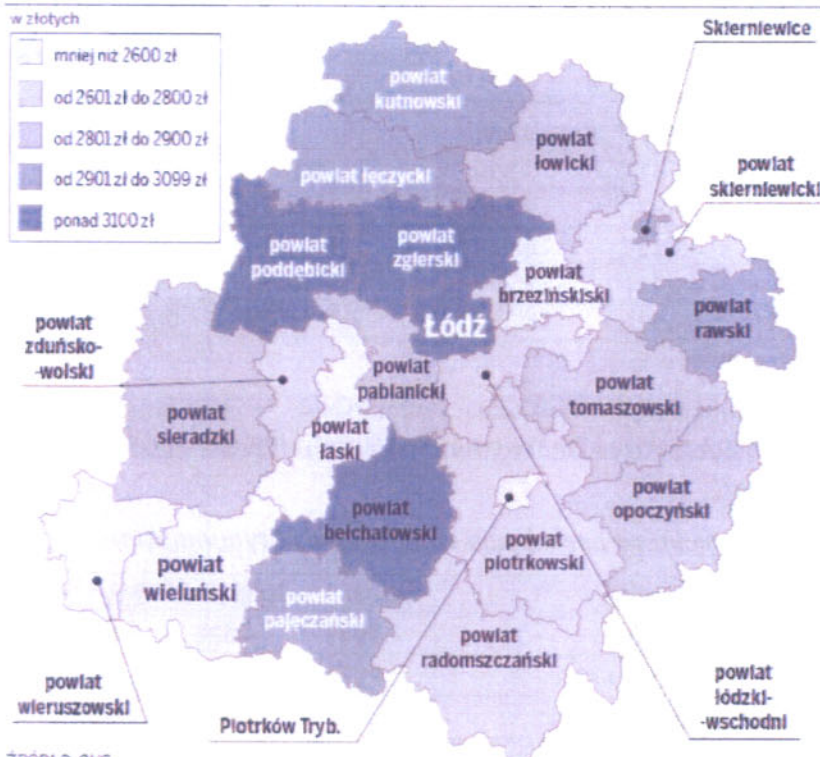 w złotych
mniej niż 2600 zł
od 2601 zł do 2800 zł
od 2801 zł do 2900 zł
od 2901 zł do 3099 zł
ponad 3100 zł
Skierniewice
powiat
kutnowski
powiat
łowicki
powiat
skierniewicki
powiat łęczycki
powiat
poddębicki
powiat
zgierski
powiat
brzezińskiski
powiat
rawski
Łódź
powiat
zduńsko-
-wolski
powiat
pabianicki
powiat
tomaszowski
powiat
sieradzki
powiat
łaski
powiat
opoczyński
powiat
bełchatowski
powiat
piotrkowski
powiat
wieluński
powiat
pajęczański
powiat
radomszczański
powiat
wieruszowski
Piotrków Tryb.
powiat
łódzki-
-wschodni